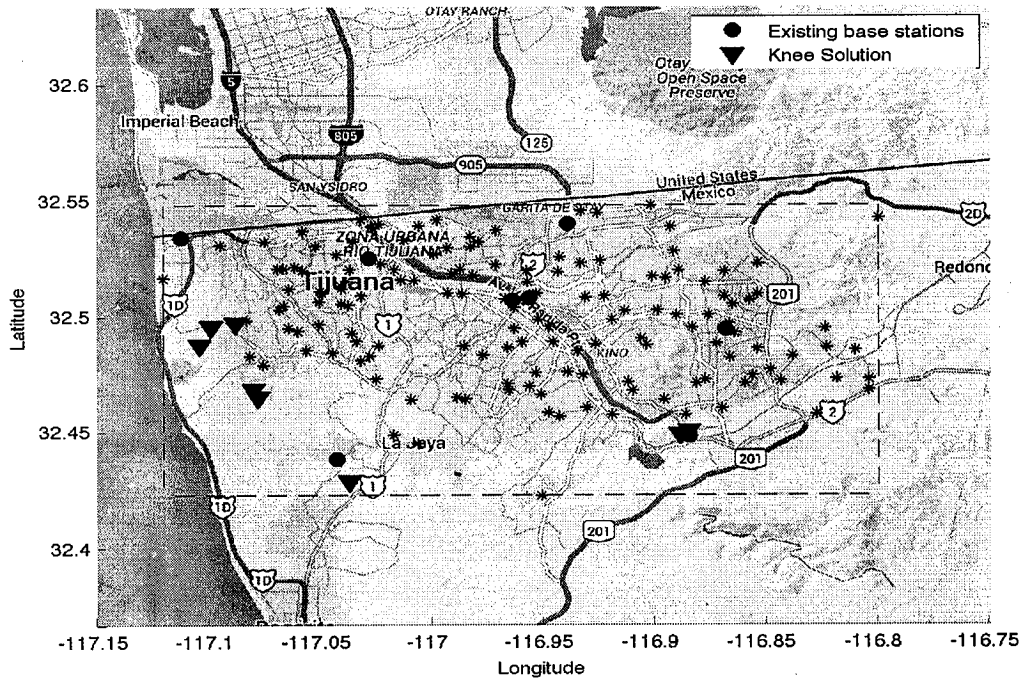 OTAY RANCH
Existing base stations
Knee Solution
Otay
Open Space
Preserve
32.6
5
Imperial Beach
805
125
905
SAN YSIDRO
United States
Mexico
32.55
GARITA DE OTAY
2D
ZONA URBANA
RIO TIJUANA
2
Tijuana
Redond
1D
201
Latitude
32.5
1
KINO
2
32.45
La Joya
201
1
1D
201
32.4
1D
-117.15
-117.1
-117.05
-117
-116.95
-116.9
-116.85
-116.8
-116.75
Longitude